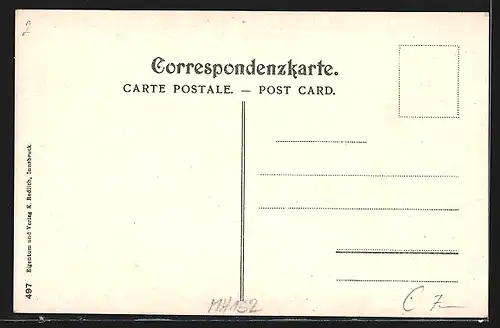 2
Correspondenzkarte.
CARTE POSTALE. — POST CARD.
497 Eigentum und Verlag K. Redlich, Innsbruck
MH152
C 7—